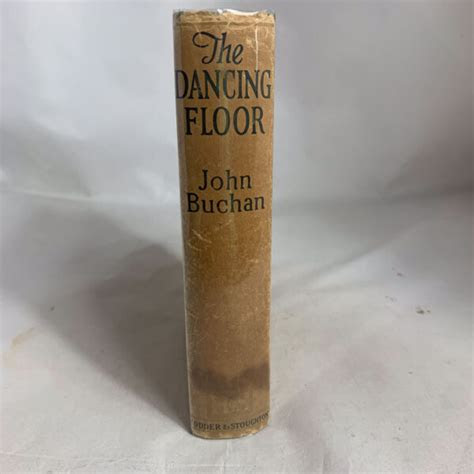 The
DANCING
FLOOR
John
Buchan
ODDER & STOUGHTON